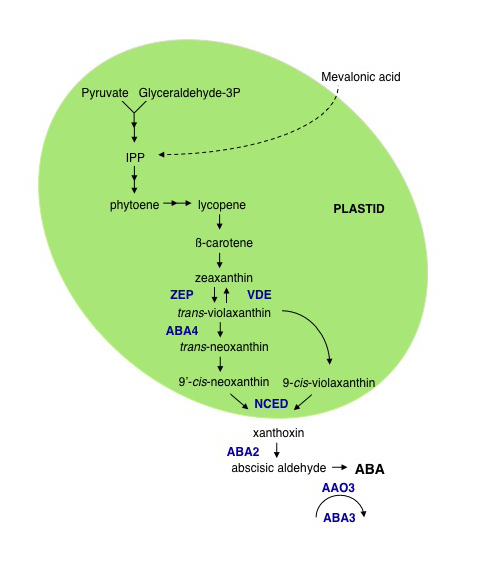 Mevalonic acid
Pyruvate Glyceraldehyde-3P
IPP
phytoene lycopene
PLASTID
ß-carotene
zeaxanthin
ZEP VDE
trans-violaxanthin
ABA4
trans-neoxanthin
9'-cis-neoxanthin 9-cis-violaxanthin
NCED
xanthoxin
ABA2
abscisic aldehyde ABA
AAO3
ABA3